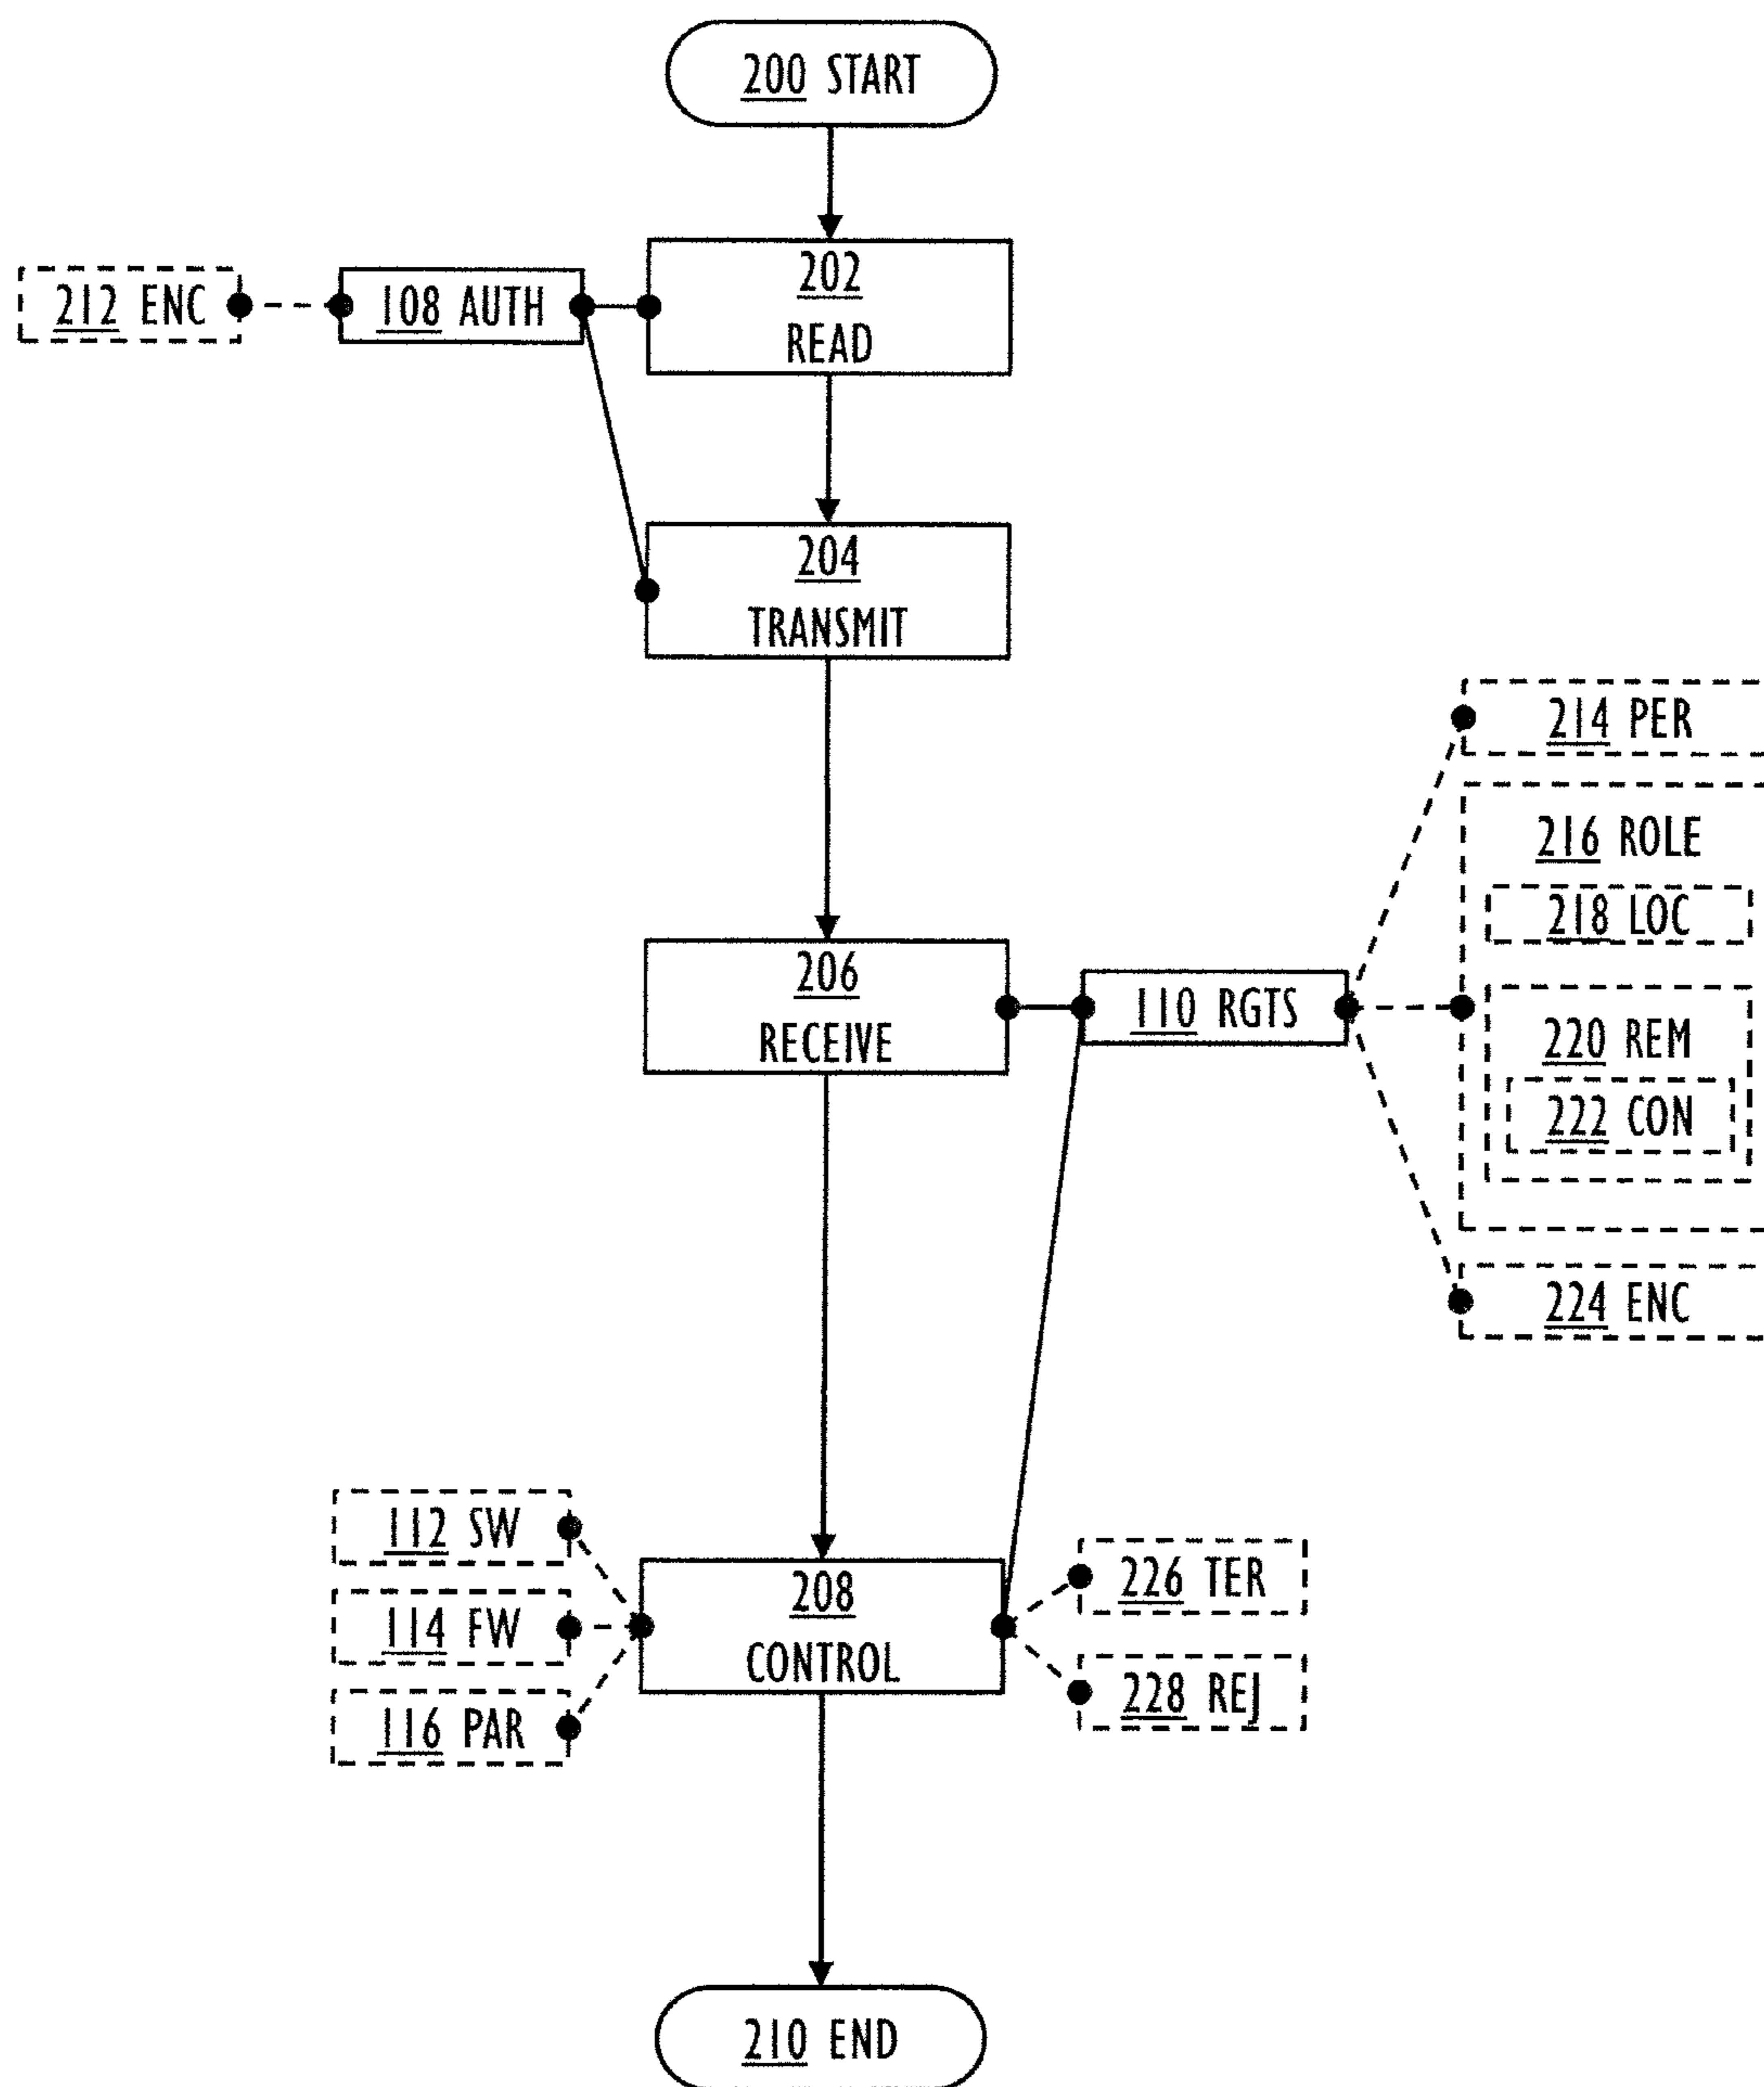 200 START
212 ENC
108 AUTH
202
READ
204
TRANSMIT
214 PER
216 ROLE
218 LOC
206
RECEIVE
110 RGTS
220 REM
222 CON
224 ENC
112 SW
114 FW
116 PAR
208
CONTROL
226 TER
228 REJ
210 END